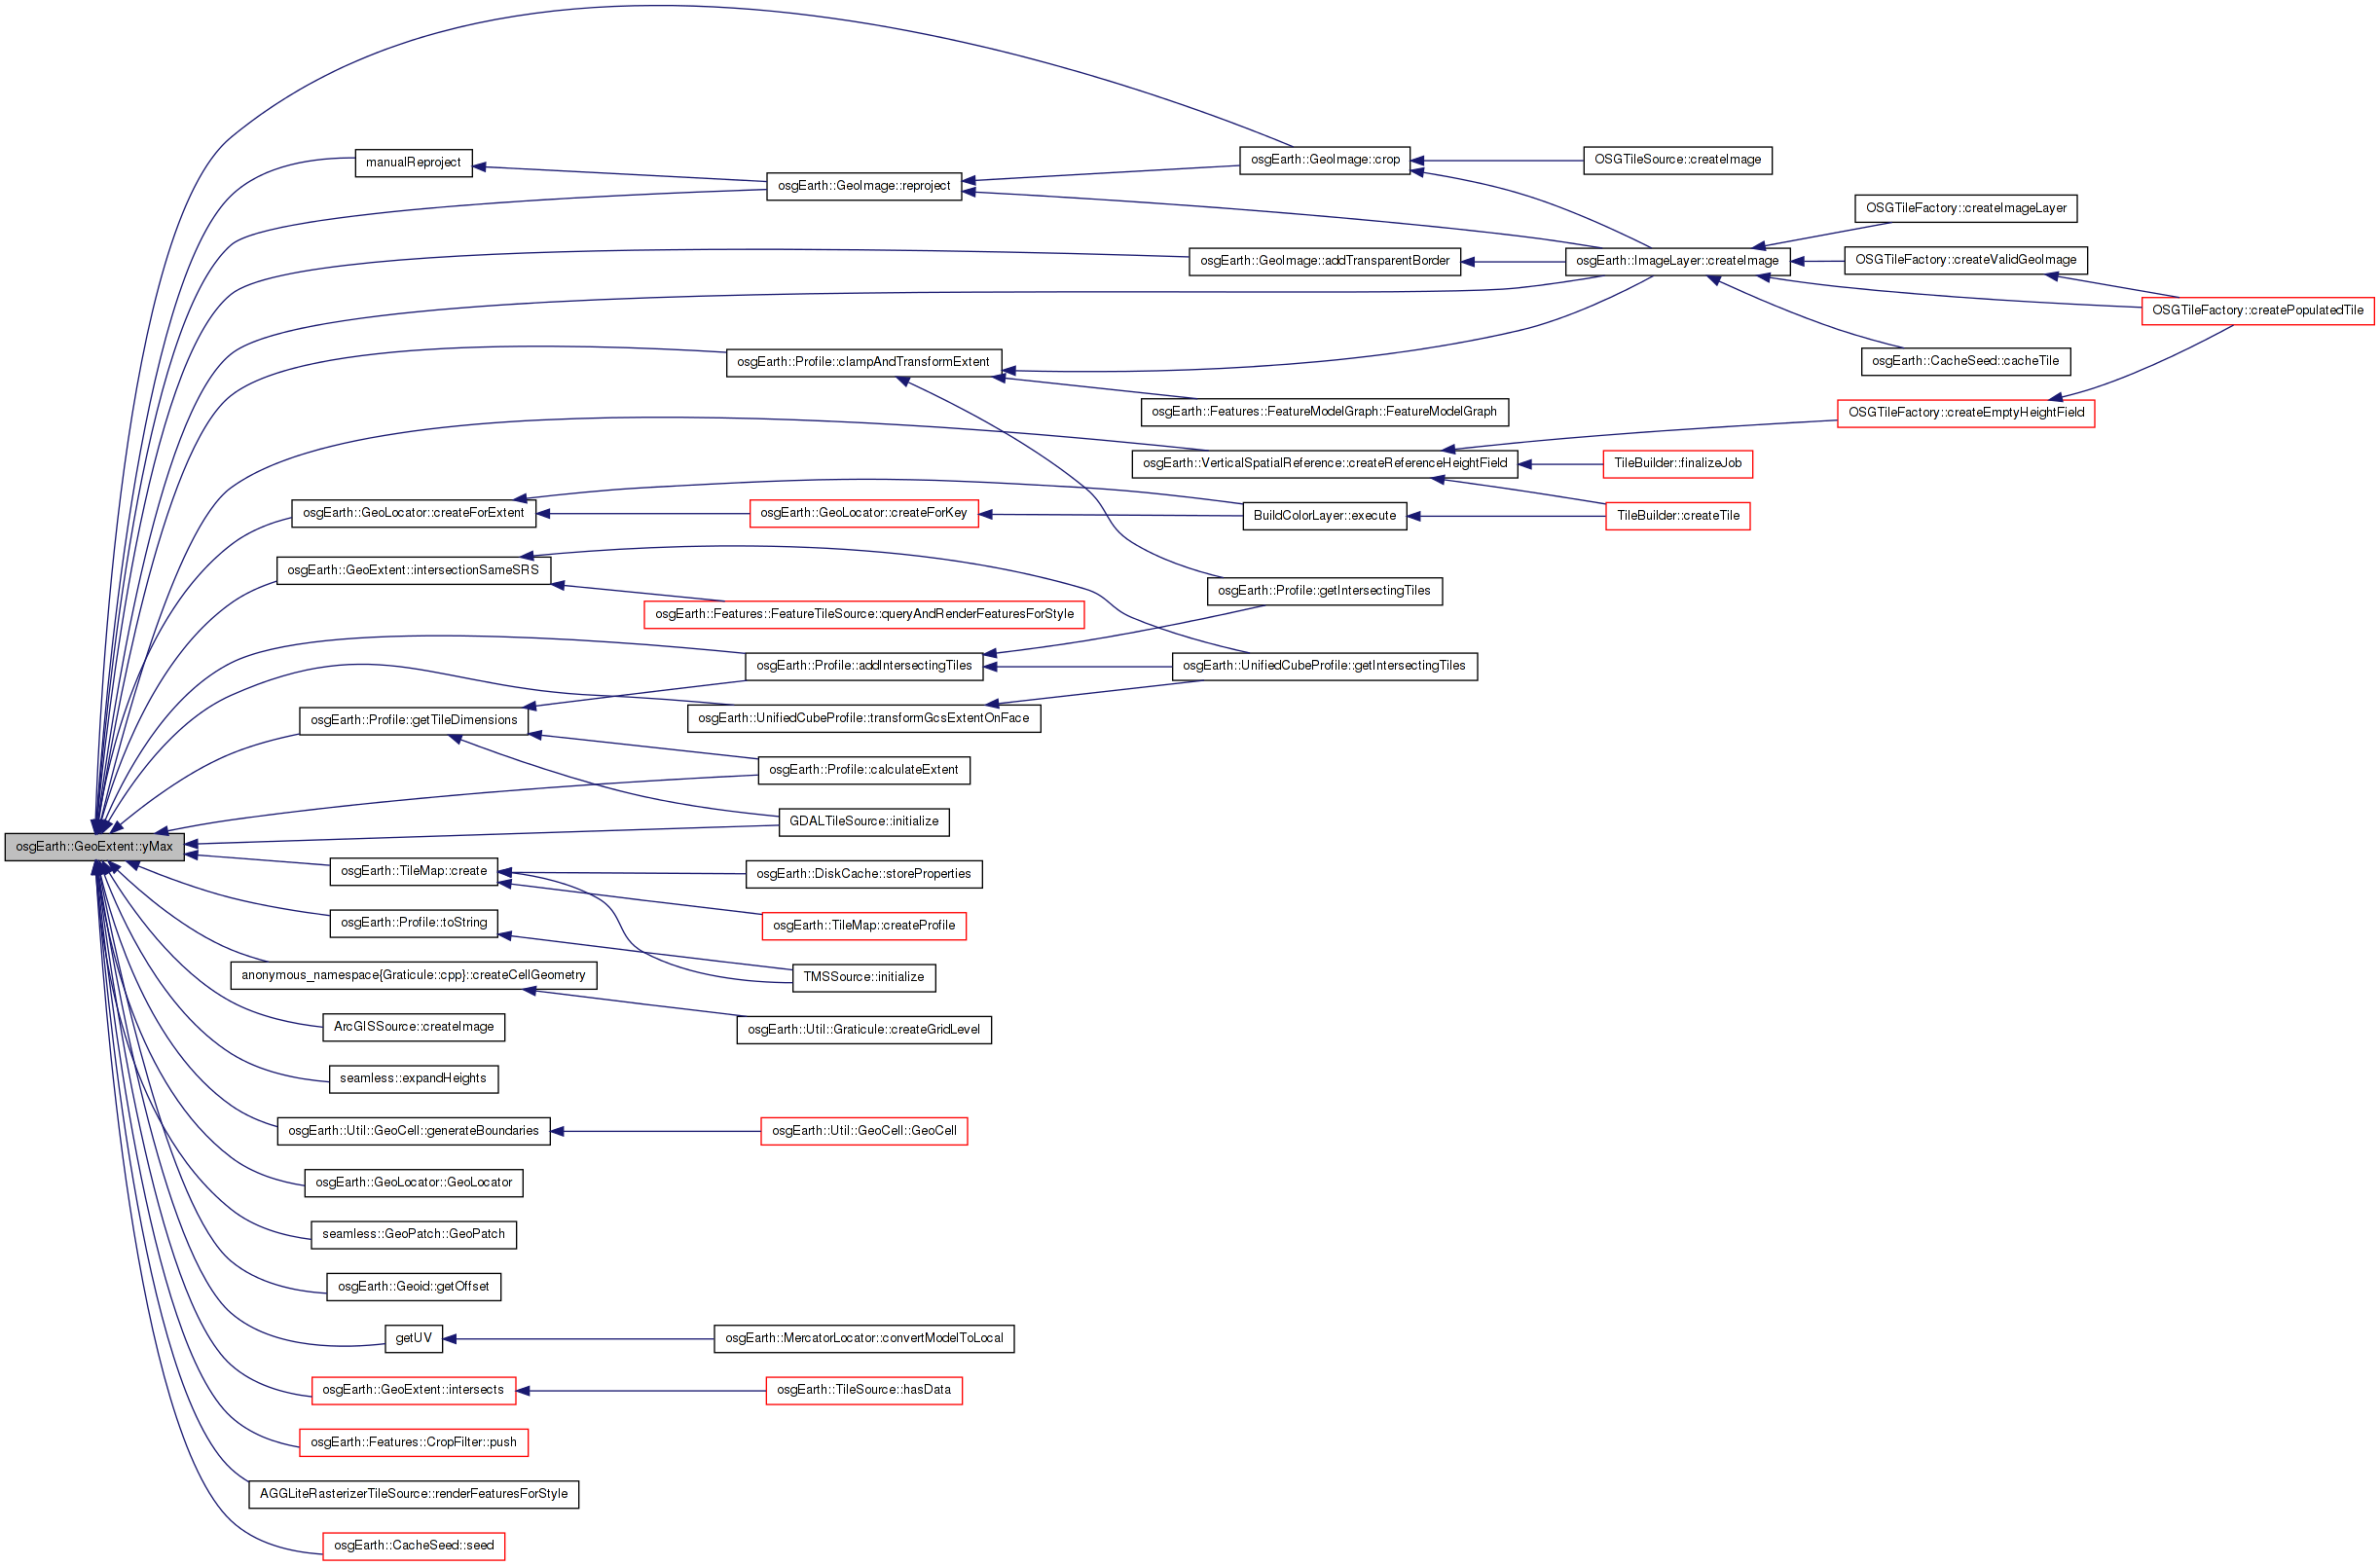 manualReproject
osgEarth::GeoImage::crop
OSGTileSource::createImage
osgEarth::GeoImage::reproject
OSGTileFactory::createImageLayer
osgEarth::GeoImage::addTransparentBorder
osgEarth::ImageLayer::createImage
OSGTileFactory::createValidGeoImage
OSGTileFactory::createPopulatedTile
osgEarth::Profile::clampAndTransformExtent
osgEarth::CacheSeed::cacheTile
osgEarth::Features::FeatureModelGraph::FeatureModelGraph
OSGTileFactory::createEmptyHeightField
osgEarth::VerticalSpatialReference::createReferenceHeightField
TileBuilder::finalizeJob
osgEarth::GeoLocator::createForExtent
osgEarth::GeoLocator::createForKey
BuildColorLayer::execute
TileBuilder::createTile
osgEarth::GeoExtent::intersectionSameSRS
osgEarth::Profile::getIntersectingTiles
osgEarth::Features::FeatureTileSource::queryAndRenderFeaturesForStyle
osgEarth::Profile::addIntersectingTiles
osgEarth::UnifiedCubeProfile::getIntersectingTiles
osgEarth::Profile::getTileDimensions
osgEarth::UnifiedCubeProfile::transformGcsExtentOnFace
osgEarth::Profile::calculateExtent
GDALTileSource::initialize
osgEarth::GeoExtent::yMax
osgEarth::TileMap::create
osgEarth::DiskCache::storeProperties
osgEarth::Profile::toString
osgEarth::TileMap::createProfile
anonymous_namespace{Graticule::cpp}::createCellGeometry
TMSSource::initialize
ArcGISSource::createImage
osgEarth::Util::Graticule::createGridLevel
seamless::expandHeights
osgEarth::Util::GeoCell::generateBoundaries
osgEarth::Util::GeoCell::GeoCell
osgEarth::GeoLocator::GeoLocator
seamless::GeoPatch::GeoPatch
osgEarth::Geoid::getOffset
getUV
osgEarth::MercatorLocator::convertModelToLocal
osgEarth::GeoExtent::intersects
osgEarth::TileSource::hasData
osgEarth::Features::CropFilter::push
AGGLiteRasterizerTileSource::renderFeaturesForStyle
osgEarth::CacheSeed::seed